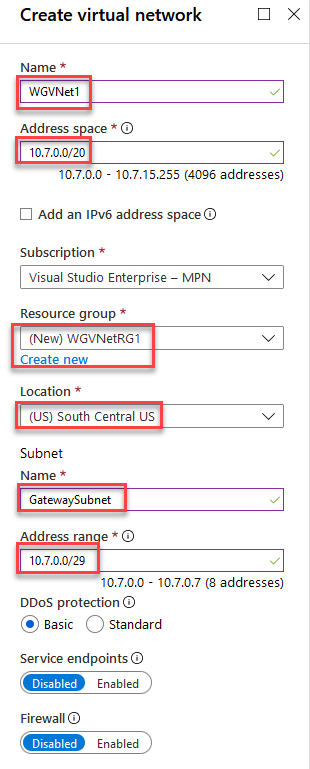 Create virtual network
Name *
WGVNet1
Address space *
10.7.0.0/20
10.7.0.0 - 10.7.15.255 (4096 addresses)
Add an IPv6 address space
Subscription *
Visual Studio Enterprise – MPN
Resource group *
(New) WGVNetRG1
Create new
Location *
(US) South Central US
Subnet
Name *
GatewaySubnet
Address range *
10.7.0.0/29
10.7.0.0 - 10.7.0.7 (8 addresses)
DDoS protection
Basic Standard
Service endpoints
Disabled Enabled
Firewall
Disabled Enabled